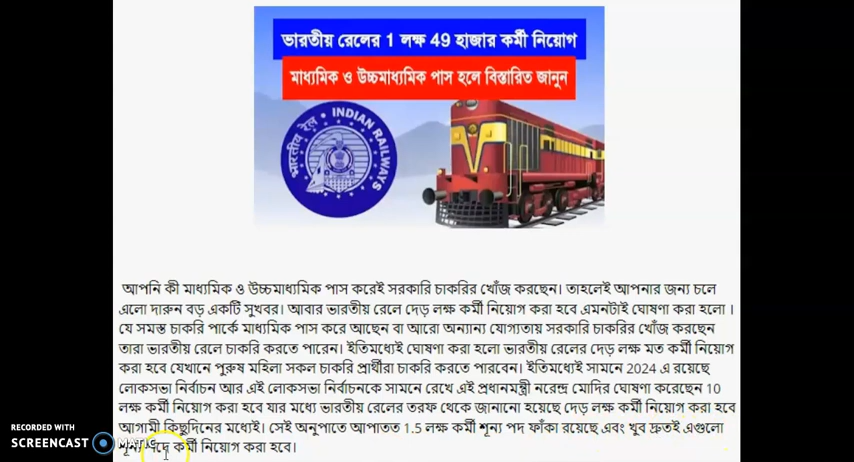 ভারতীয় রেলের 1 লক্ষ 49 হাজার কর্মী নিয়োগ
মাধ্যমিক ও উচ্চমাধ্যমিক পাস হলে বিস্তারিত জানুন
भारतीय रेल • INDIAN RAILWAYS
আপনি কী মাধ্যমিক ও উচ্চমাধ্যমিক পাস করেই সরকারি চাকরির খোঁজ করছেন। তাহলেই আপনার জন্য চলে
এলো দারুন বড় একটি সুখবর। আবার ভারতীয় রেলে দেড় লক্ষ কর্মী নিয়োগ করা হবে এমনটাই ঘোষণা করা হলো ।
যে সমস্ত চাকরি পার্কে মাধ্যমিক পাস করে আছেন বা আরো অন্যান্য যোগ্যতায় সরকারি চাকরির খোঁজ করছেন
তারা ভারতীয় রেলে চাকরি করতে পারেন। ইতিমধ্যেই ঘোষণা করা হলো ভারতীয় রেলের দেড় লক্ষ মত কর্মী নিয়োগ
করা হবে যেখানে পুরুষ মহিলা সকল চাকরি প্রার্থীরা চাকরি করতে পারবেন। ইতিমধ্যেই সামনে 2024 এ রয়েছে
লোকসভা নির্বাচন আর এই লোকসভা নির্বাচনকে সামনে রেখে এই প্রধানমন্ত্রী নরেন্দ্র মোদির ঘোষণা করেছেন 10
লক্ষ কর্মী নিয়োগ করা হবে যার মধ্যে ভারতীয় রেলের তরফ থেকে জানানো হয়েছে দেড় লক্ষ কর্মী নিয়োগ করা হবে
আগামী কিছুদিনের মধ্যেই। সেই অনুপাতে আপাতত 1.5 লক্ষ কর্মী শূন্য পদ ফাঁকা রয়েছে এবং খুব দ্রুতই এগুলো
শূন্য পদে কর্মী নিয়োগ করা হবে।
RECORDED WITH
SCREENCAST MATIC